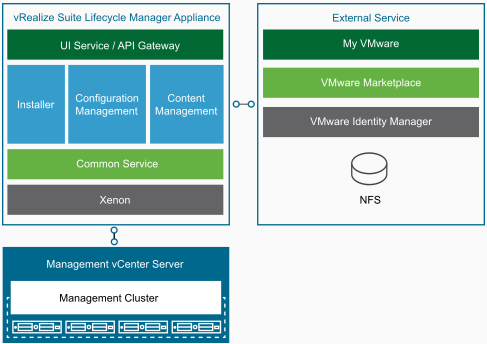 vRealize Suite Lifecycle Manager Appliance
UI Service / API Gateway
Installer
Configuration
Management
Content
Management
Common Service
Xenon
External Service
My VMware
VMware Marketplace
VMware Identity Manager
NFS
Management vCenter Server
Management Cluster